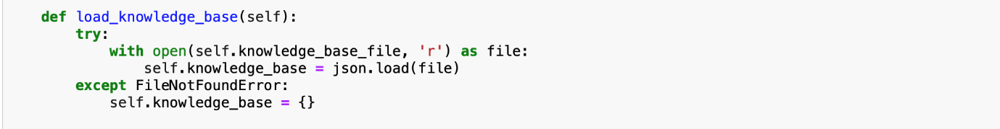 def load_knowledge_base(self):
    try:
        with open(self.knowledge_base_file, 'r') as file:
            self.knowledge_base = json.load(file)
    except FileNotFoundError:
        self.knowledge_base = {}